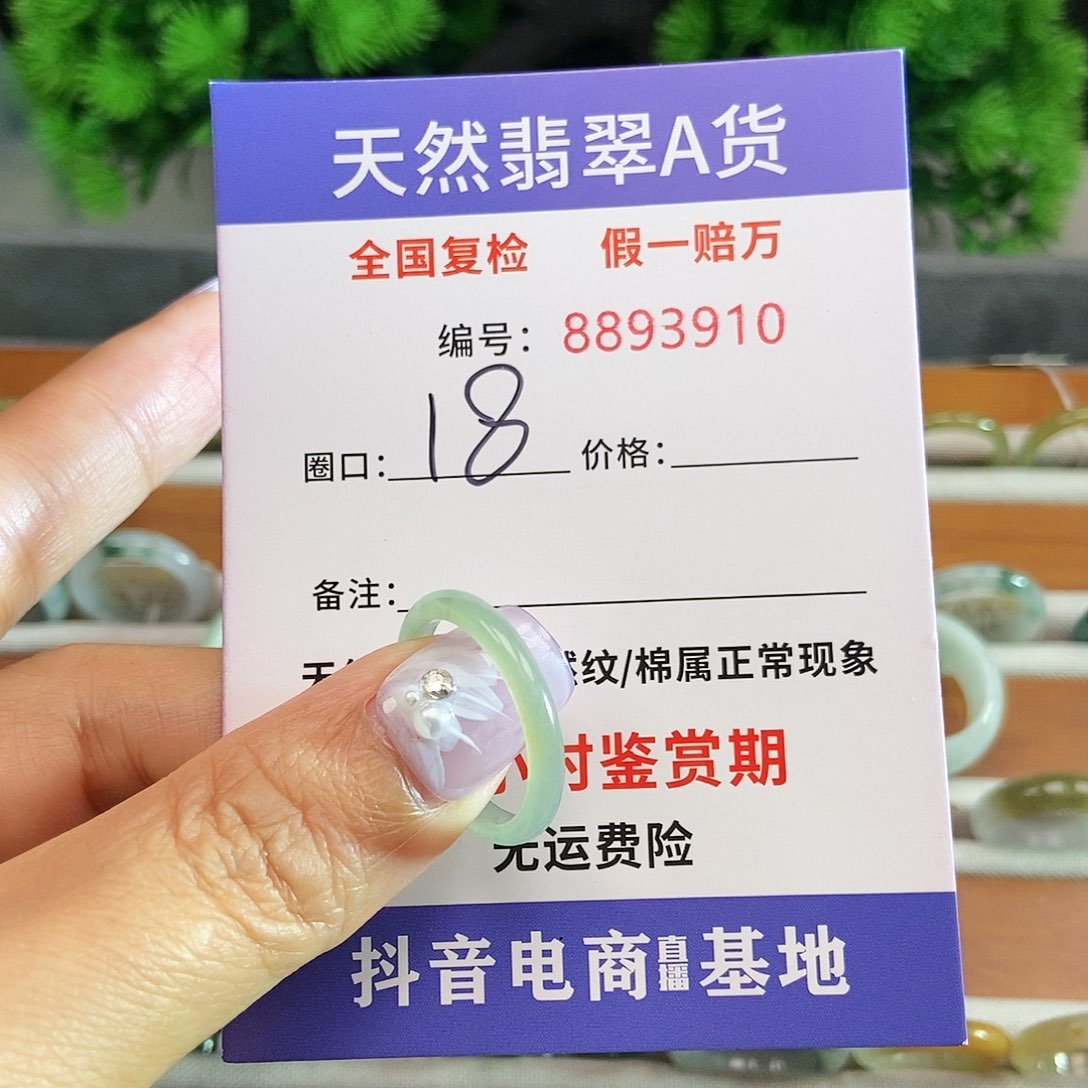 天然翡翠A货
全国复检 假一赔万
编号：8893910
圈口：18 价格：
备注：
纹/棉属正常现象
时鉴赏期
无运费险
抖音电商直播基地